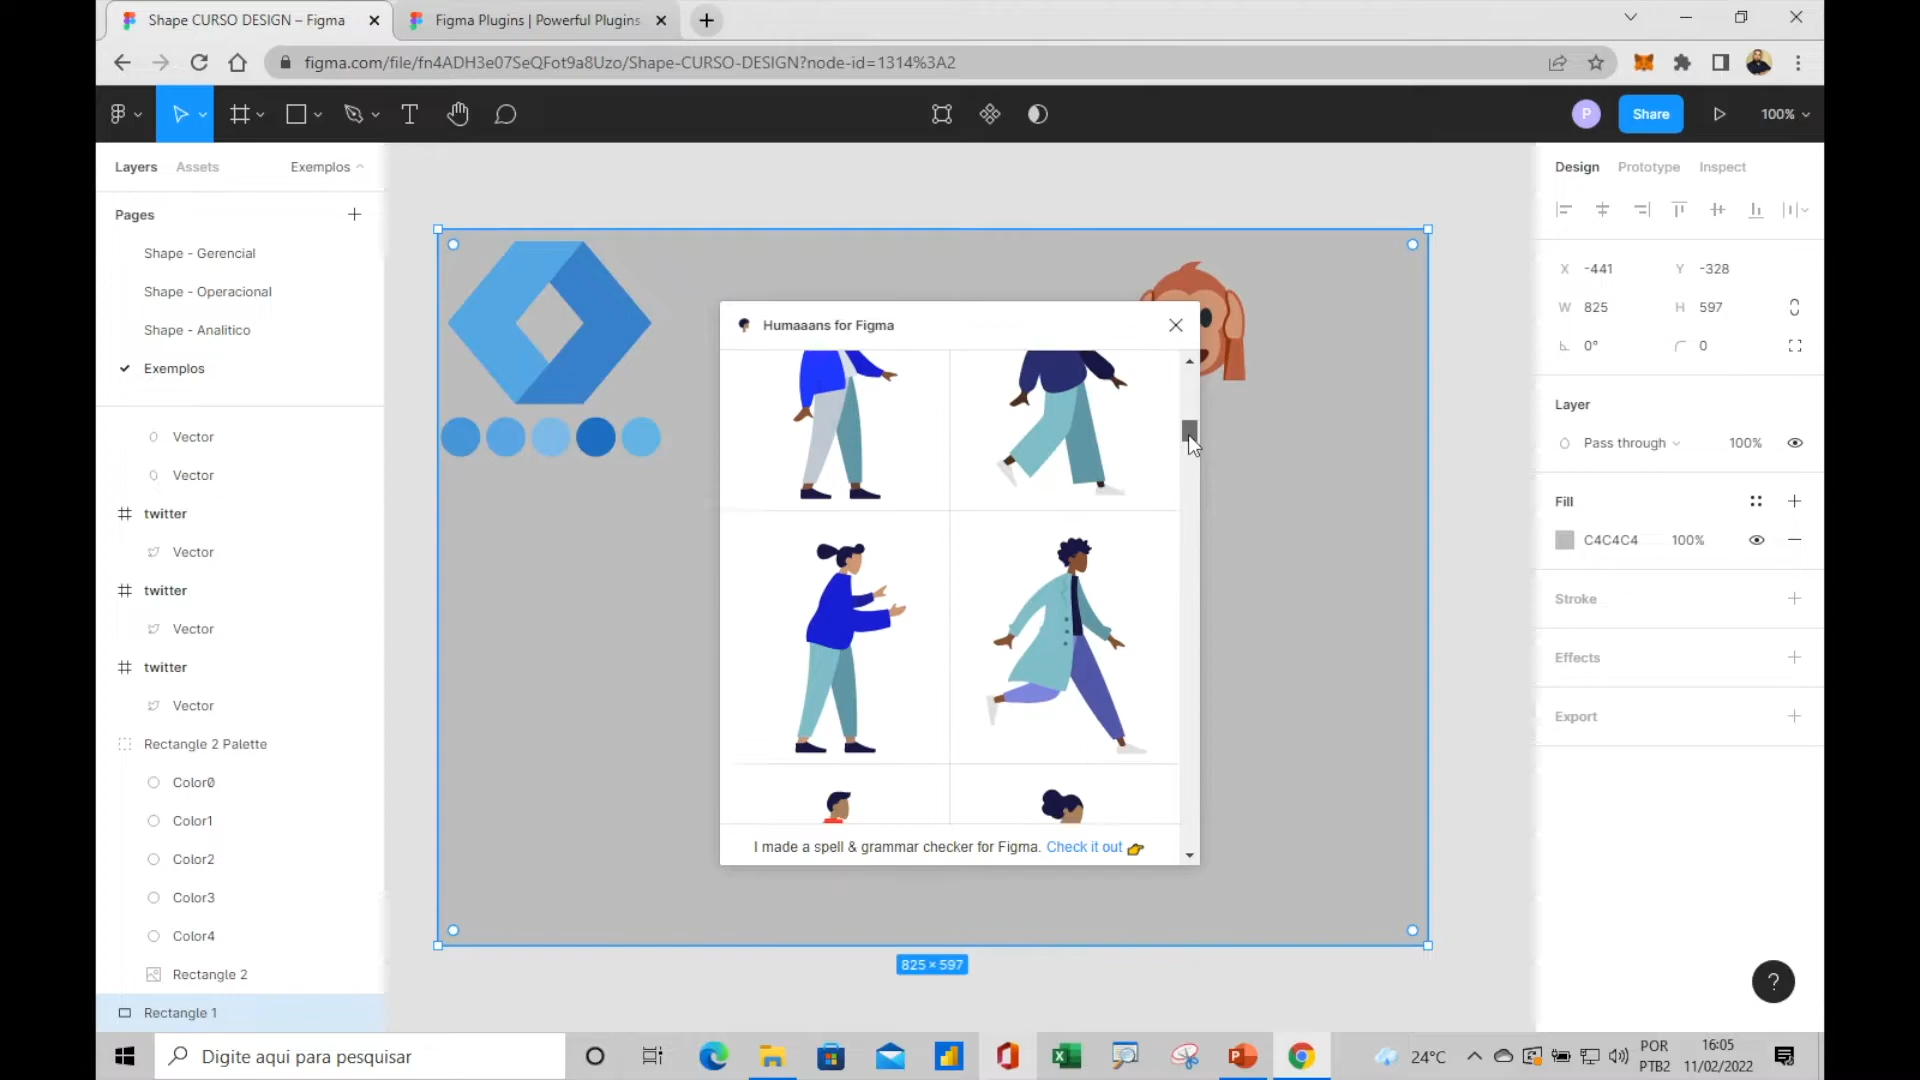 Shape CURSO DESIGN – Figma
Figma Plugins | Powerful Plugins
figma.com/file/fn4ADH3e07SeQFot9a8Uzo/Shape-CURSO-DESIGN?node-id=1314%3A2
P
Share
100%
Layers
Assets
Exemplos
Design
Prototype
Inspect
Pages
Shape - Gerencial
Shape - Operacional
Shape - Analitico
Exemplos
Vector
Vector
twitter
Vector
twitter
Vector
twitter
Vector
Rectangle 2 Palette
Color0
Color1
Color2
Color3
Color4
Rectangle 2
Rectangle 1
Humaaans for Figma
I made a spell & grammar checker for Figma. Check it out 👉
825 × 597
X -441
Y -328
W 825
H 597
0°
0
Layer
Pass through
100%
Fill
C4C4C4
100%
Stroke
Effects
Export
?
Digite aqui para pesquisar
24°C
POR
PTB2
16:05
11/02/2022